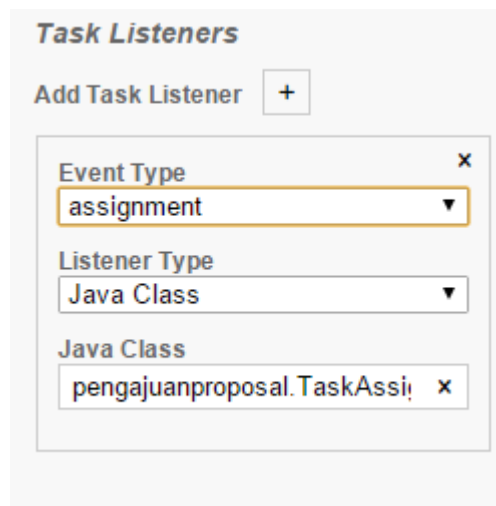 Task Listeners
Add Task Listener +
Event Type
assignment
Listener Type
Java Class
Java Class
pengajuanproposal.TaskAssi